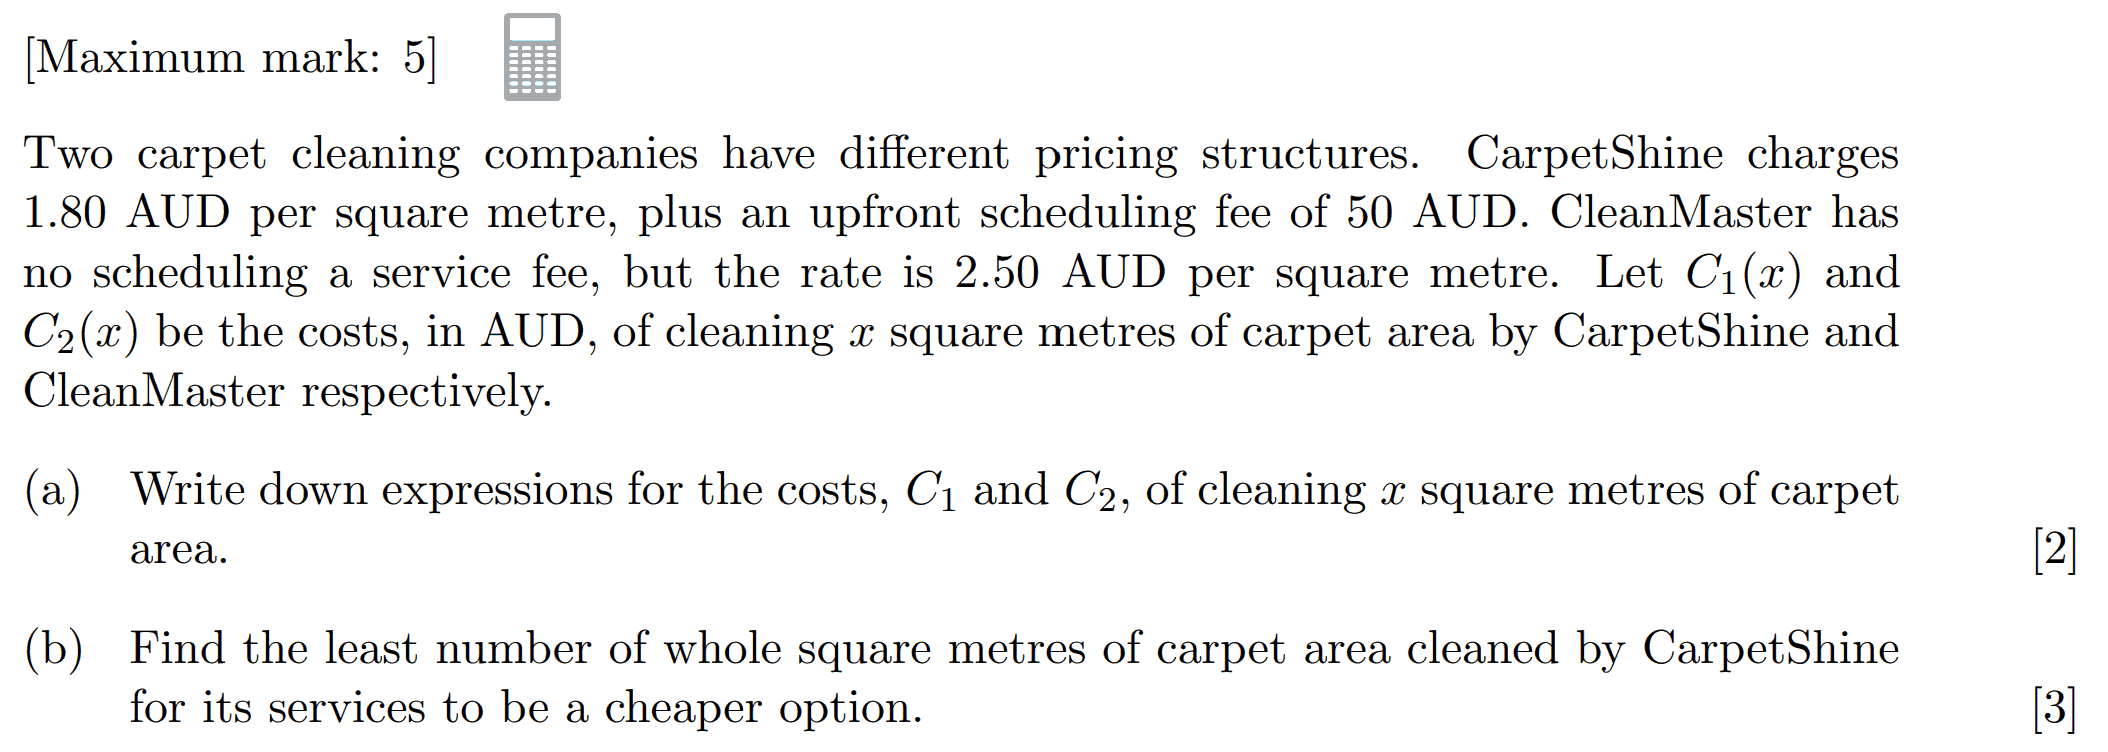 [Maximum mark: 5]
Two carpet cleaning companies have different pricing structures. CarpetShine charges
1.80 AUD per square metre, plus an upfront scheduling fee of 50 AUD. CleanMaster has
no scheduling a service fee, but the rate is 2.50 AUD per square metre. Let C₁(x) and
C₂(x) be the costs, in AUD, of cleaning x square metres of carpet area by CarpetShine and
CleanMaster respectively.
(a) Write down expressions for the costs, C₁ and C₂, of cleaning x square metres of carpet
area. [2]
(b) Find the least number of whole square metres of carpet area cleaned by CarpetShine
for its services to be a cheaper option. [3]